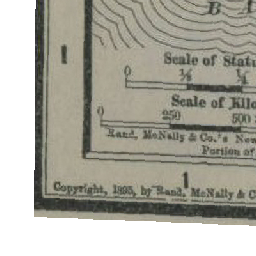 B A
I
Scale of Statu
0 ⅛ ¼
Scale of Kilo
0 250 500
Rand, McNally & Co.'s New
Portion of
1
Copyright, 1895, by Rand, McNally & C